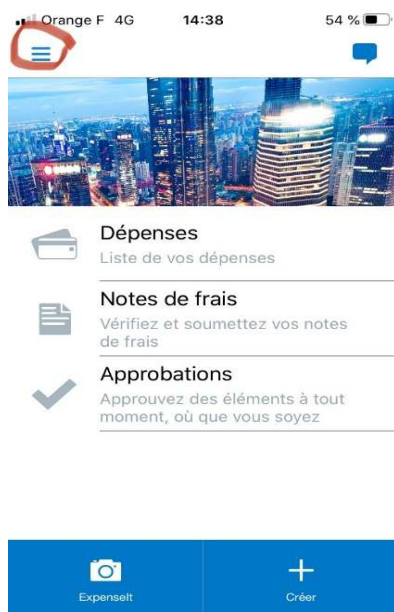 Orange F 4G 14:38 54 %
Dépenses
Liste de vos dépenses
Notes de frais
Vérifiez et soumettez vos notes
de frais
Approbations
Approuvez des éléments à tout
moment, où que vous soyez
ExpenseIt
Créer